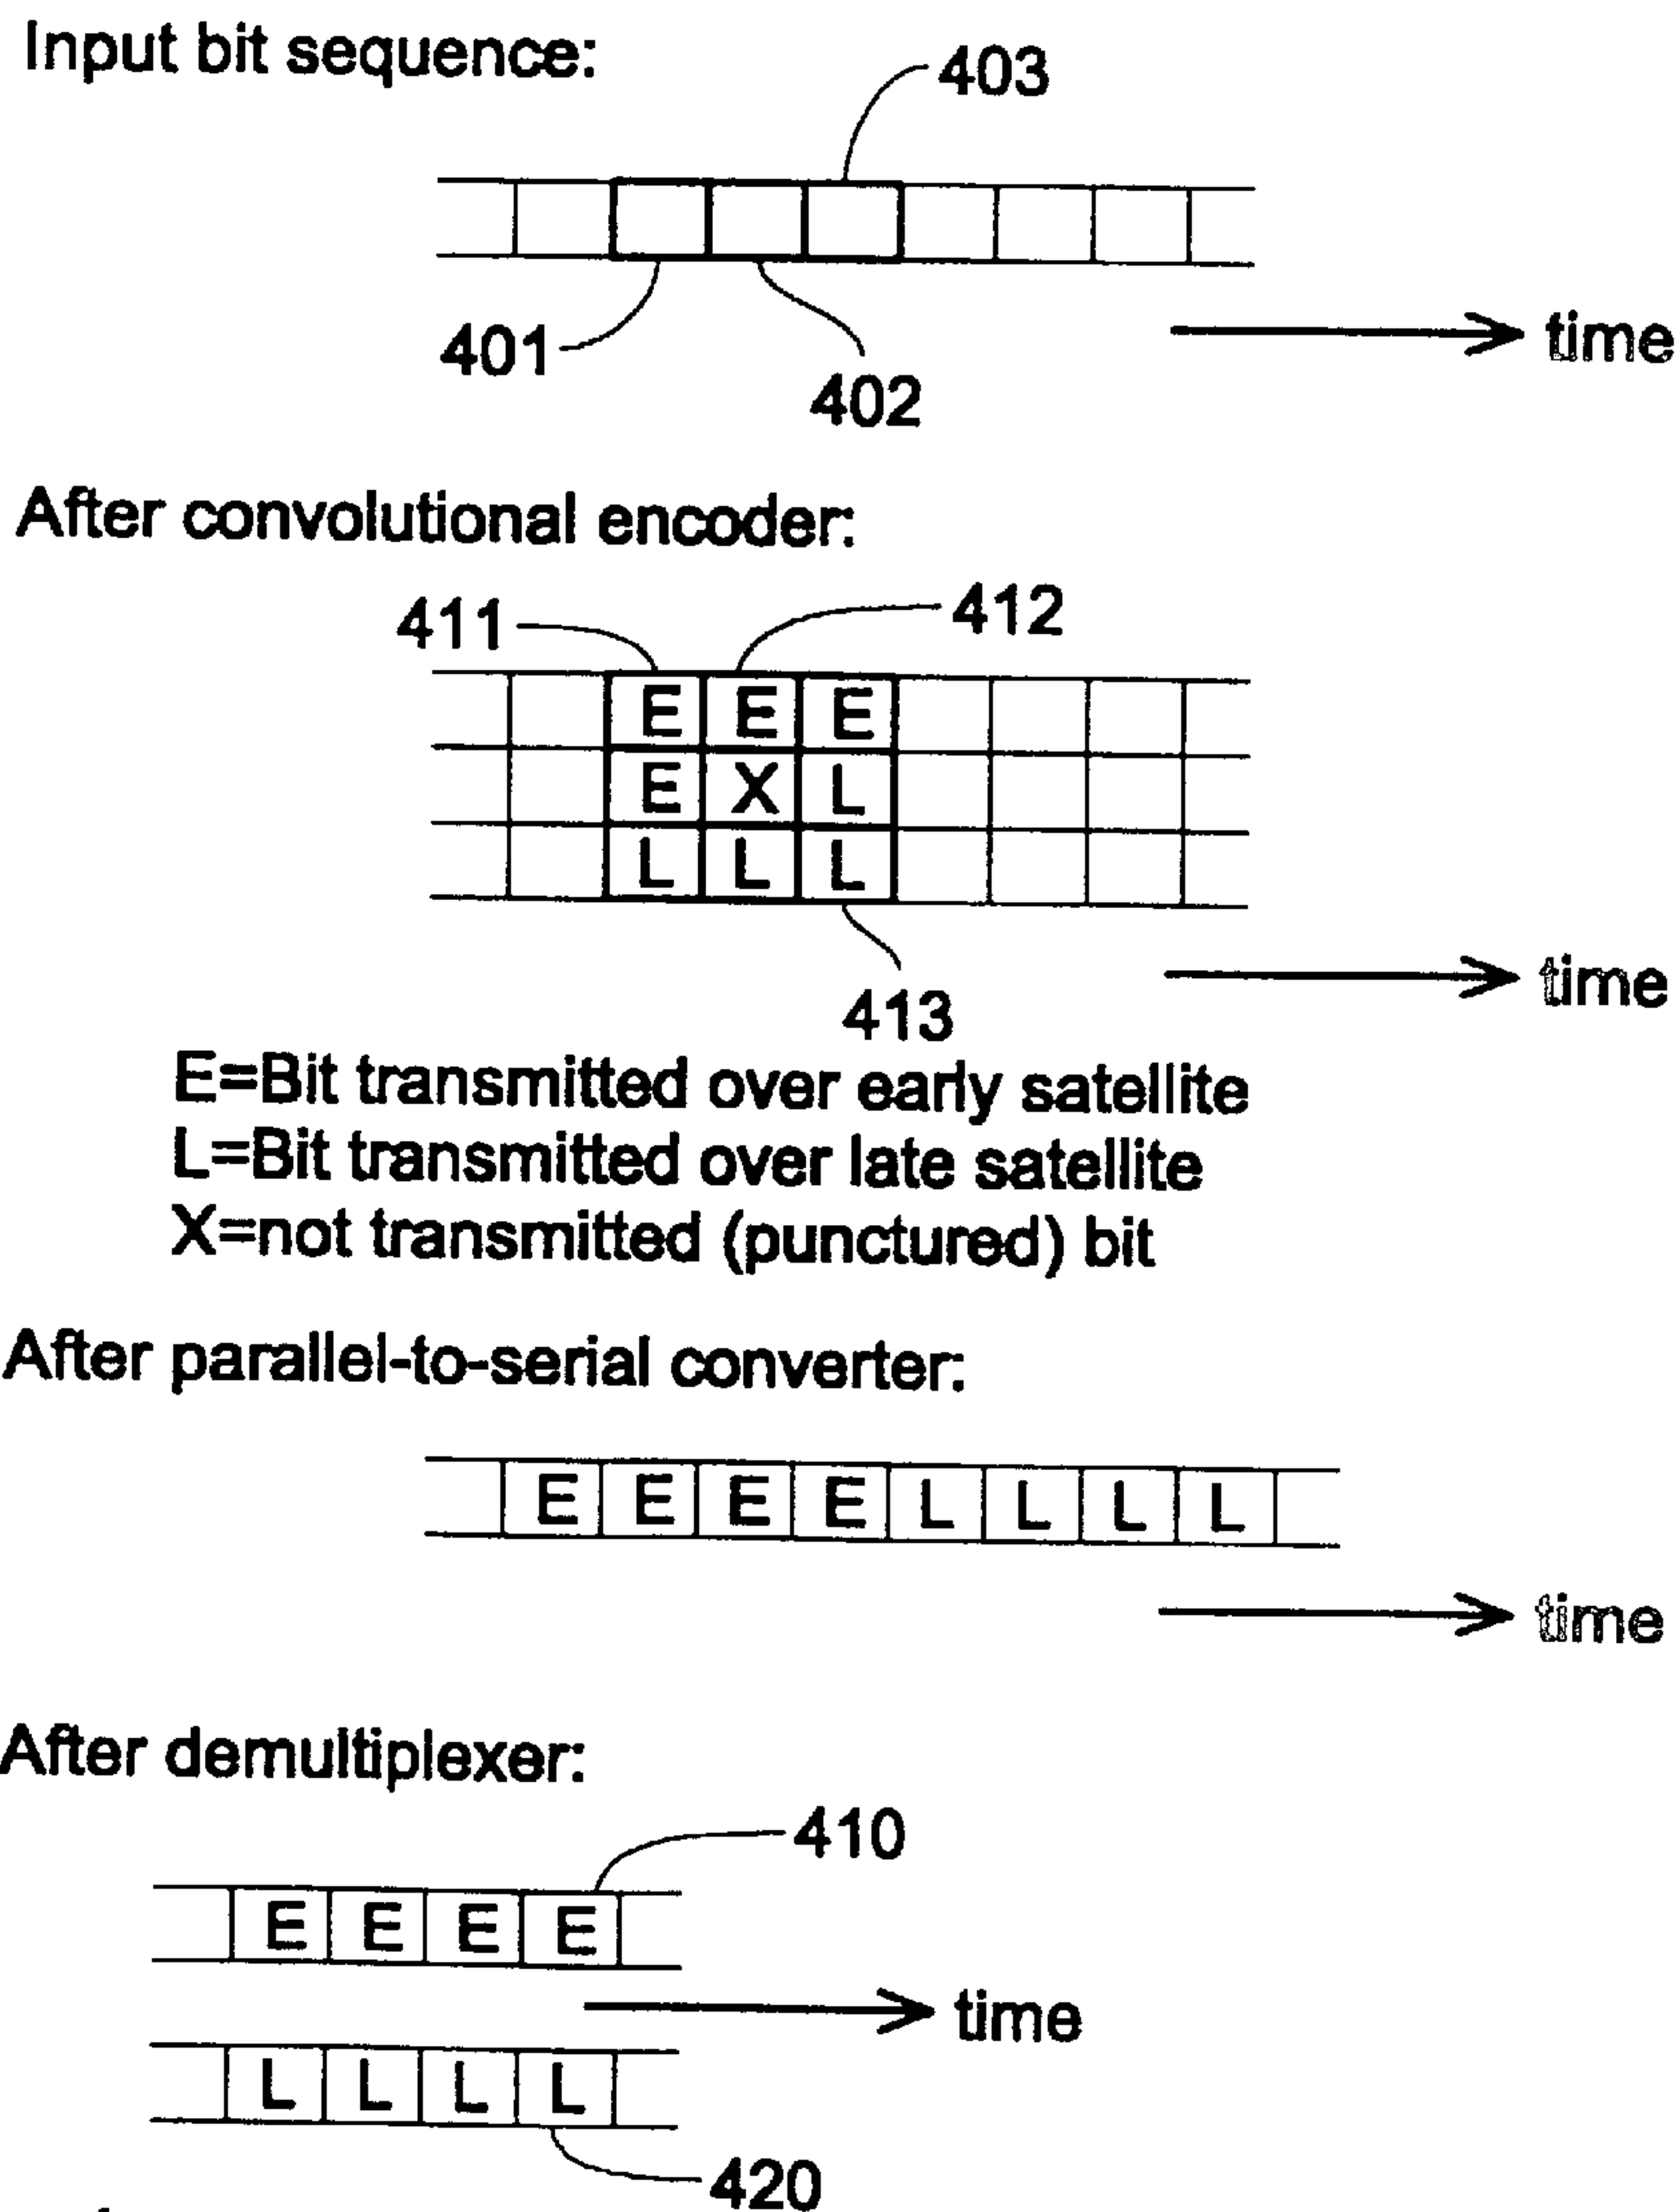 Input bit sequence:
403
401
402
time
After convolutional encoder:
411
412
E E E
E X L
L L L
413
time
E=Bit transmitted over early satellite
L=Bit transmitted over late satellite
X=not transmitted (punctured) bit
After parallel-to-serial converter:
E E E E L L L L
time
After demultiplexer:
410
E E E E
time
L L L L
420